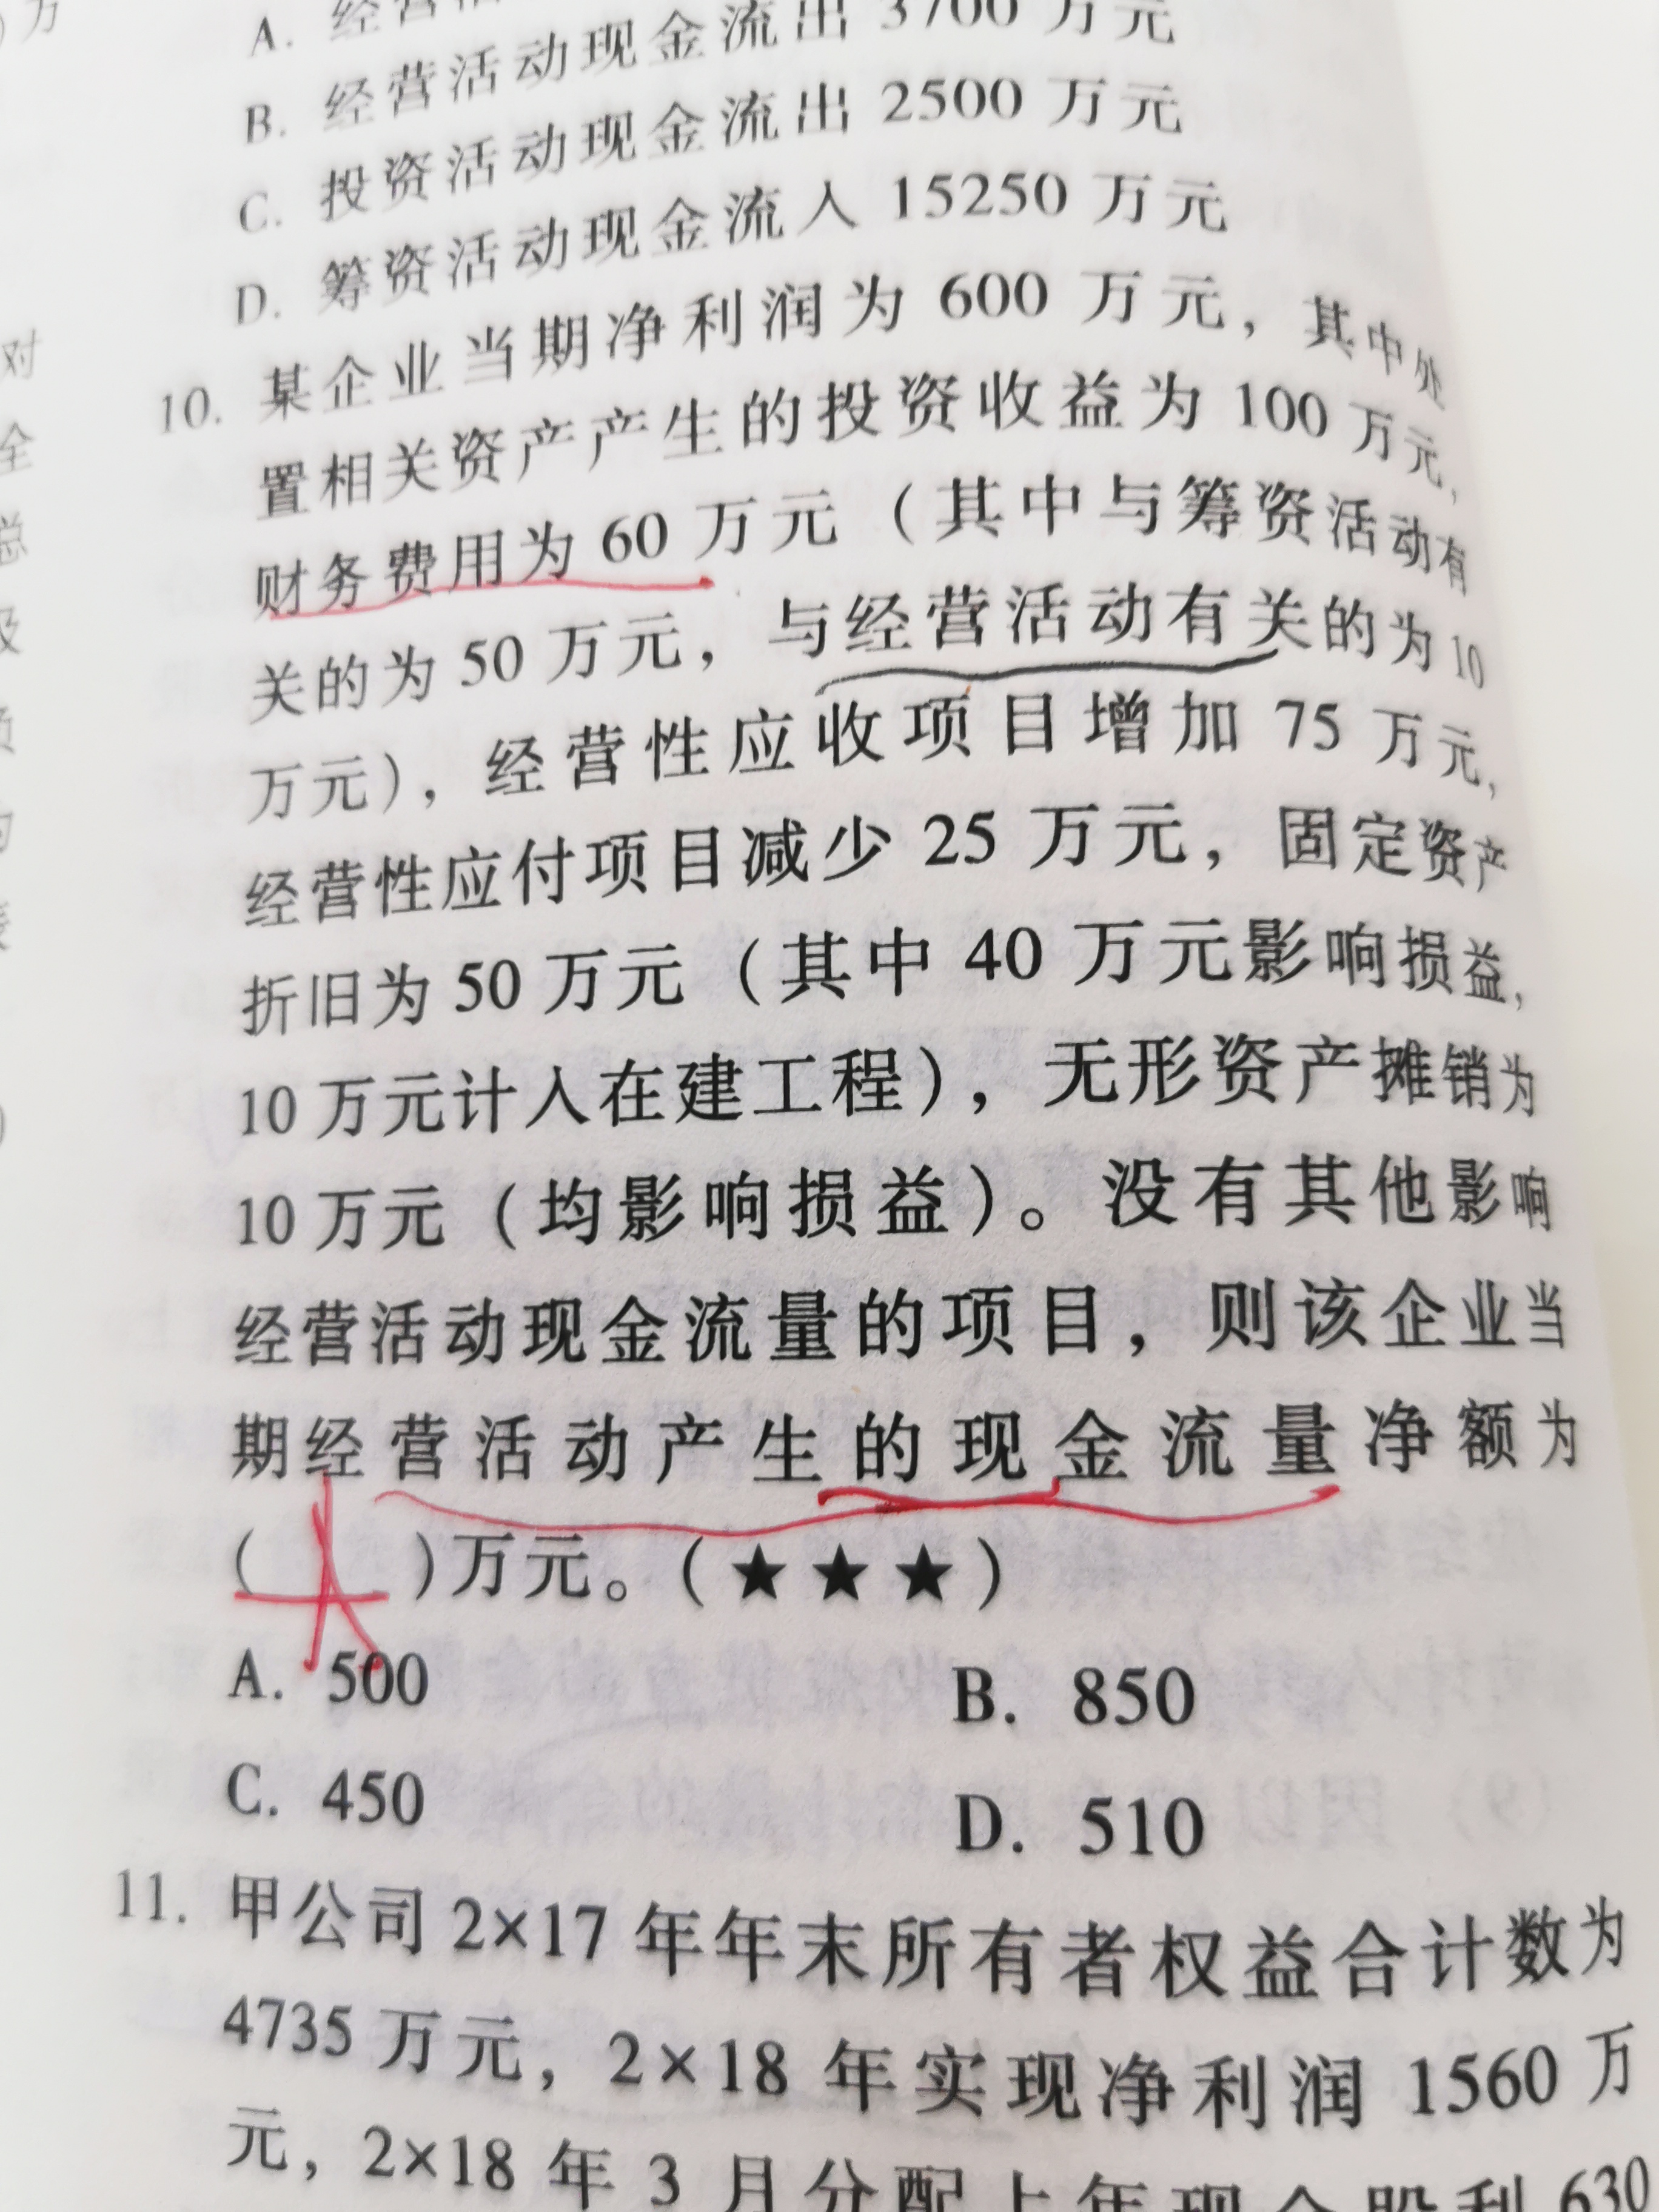 )万
A. 经营活
B. 经营活动现金流出 3700 万元
C. 投资活动现金流出 2500 万元
D. 筹资活动现金流入 15250 万元
10. 某企业当期净利润为 600 万元，其中处
置相关资产产生的投资收益为 100 万元，
财务费用为 60 万元（其中与筹资活动有
关的为 50 万元，与经营活动有关的为 10
万元），经营性应收项目增加 75 万元，
经营性应付项目减少 25 万元，固定资产
折旧为 50 万元（其中 40 万元影响损益，
10 万元计入在建工程），无形资产摊销为
10 万元（均影响损益）。没有其他影响
经营活动现金流量的项目，则该企业当
期经营活动产生的现金流量净额为
(    )万元。(★★★)
A. 500
B. 850
C. 450
D. 510
11. 甲公司 2×17 年年末所有者权益合计数为
4735 万元，2×18 年实现净利润 1560 万
元，2×18 年 3 月分配上年现金股利 630
对
全
总